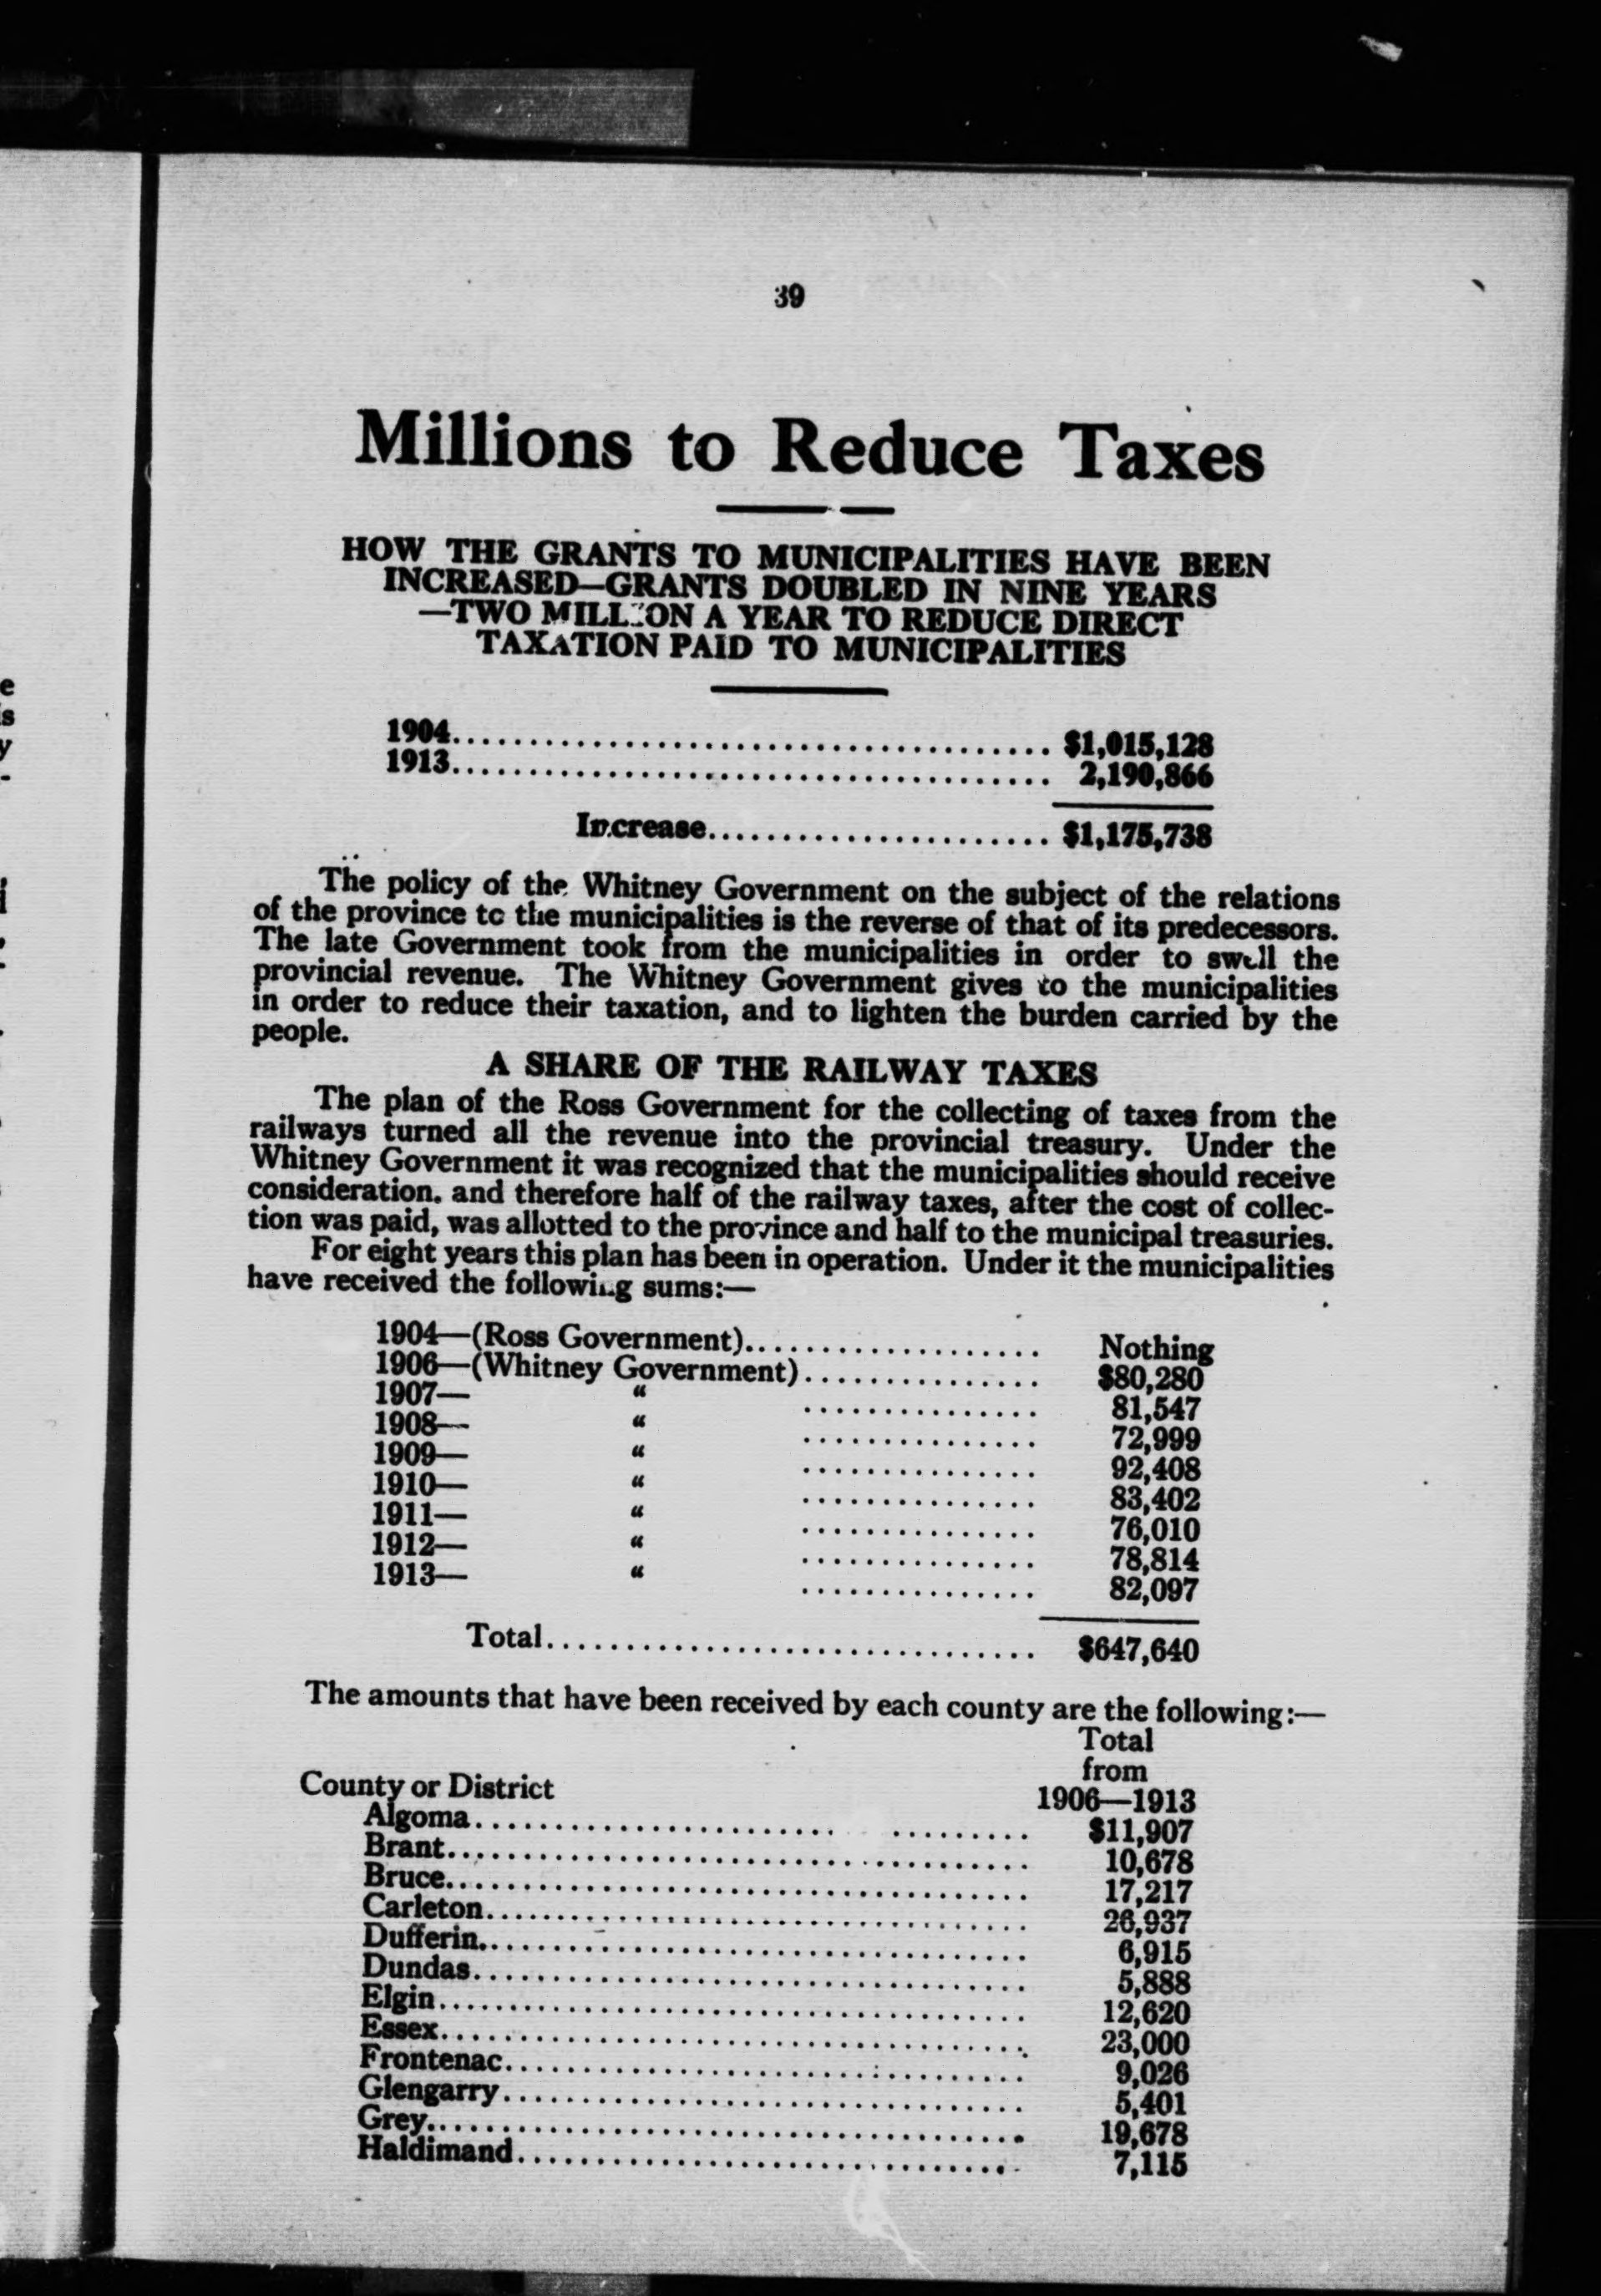 39
Millions to Reduce Taxes
HOW THE GRANTS TO MUNICIPALITIES HAVE BEEN
INCREASED—GRANTS DOUBLED IN NINE YEARS
—TWO MILLION A YEAR TO REDUCE DIRECT
TAXATION PAID TO MUNICIPALITIES
1904........................................ $1,015,128
1913........................................ 2,190,866
Increase....................... $1,175,738
The policy of the Whitney Government on the subject of the relations
of the province to the municipalities is the reverse of that of its predecessors.
The late Government took from the municipalities in order to swell the
provincial revenue. The Whitney Government gives to the municipalities
in order to reduce their taxation, and to lighten the burden carried by the
people.
A SHARE OF THE RAILWAY TAXES
The plan of the Ross Government for the collecting of taxes from the
railways turned all the revenue into the provincial treasury. Under the
Whitney Government it was recognized that the municipalities should receive
consideration. and therefore half of the railway taxes, after the cost of collec-
tion was paid, was allotted to the province and half to the municipal treasuries.
For eight years this plan has been in operation. Under it the municipalities
have received the following sums:—
1904—(Ross Government).................... Nothing
1906—(Whitney Government)................ $80,280
1907— “ ............... 81,547
1908— “ ............... 72,999
1909— “ ............... 92,408
1910— “ ............... 83,402
1911— “ ............... 76,010
1912— “ ............... 78,814
1913— “ ............... 82,097
Total................................ $647,640
The amounts that have been received by each county are the following:—
Total
from
County or District 1906—1913
Algoma.................................. $11,907
Brant..................................... 10,678
Bruce..................................... 17,217
Carleton.................................. 26,937
Dufferin.................................. 6,915
Dundas................................... 5,888
Elgin..................................... 12,620
Essex..................................... 23,000
Frontenac................................. 9,026
Glengarry................................. 5,401
Grey...................................... 19,678
Haldimand................................ 7,115
e
s
y
-